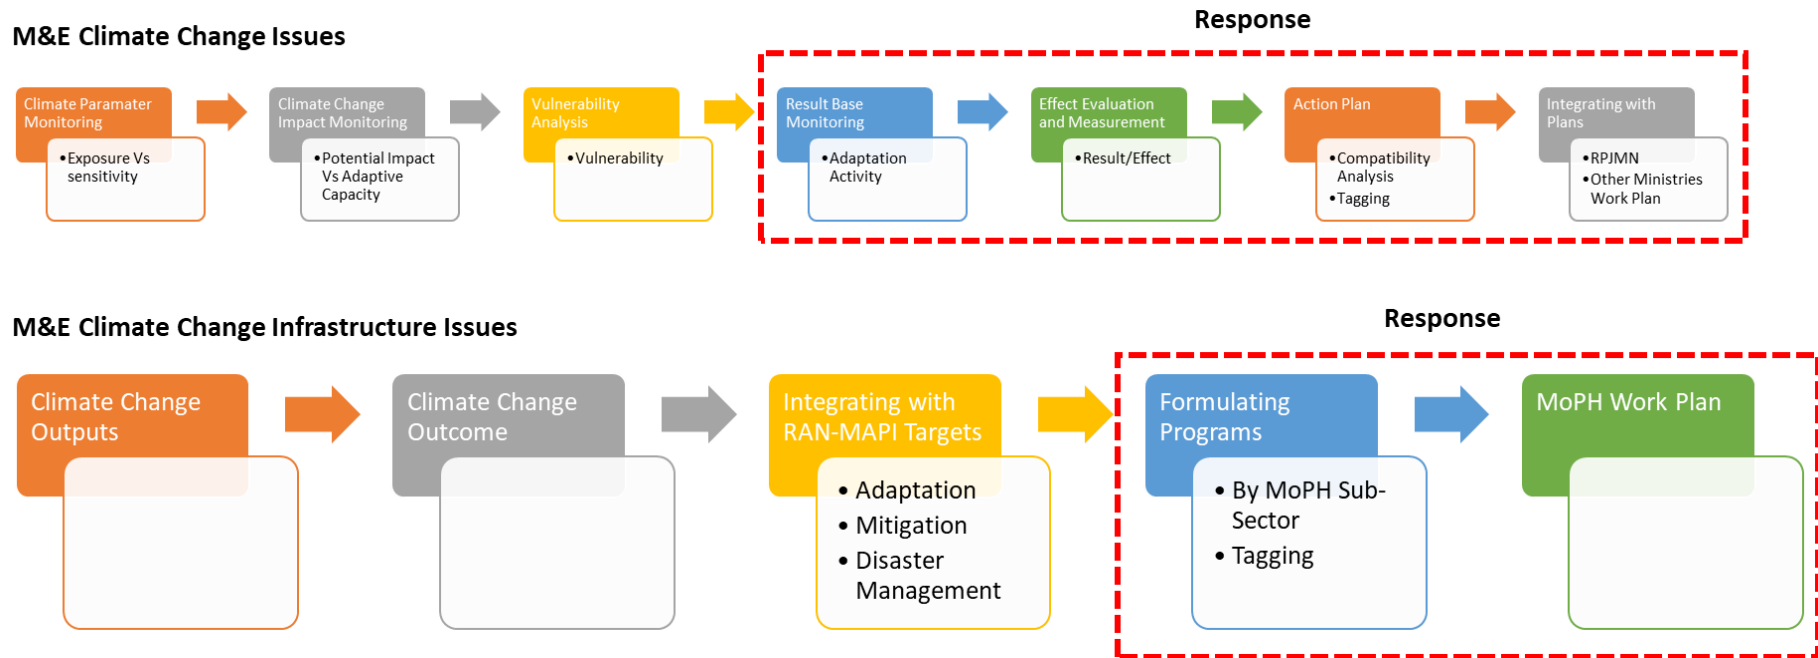 Response
M&E Climate Change Issues
Climate Paramater
Monitoring
• Exposure Vs
sensitivity
Climate Change
Impact Monitoring
• Potential Impact
Vs Adaptive
Capacity
Vulnerability
Analysis
• Vulnerability
Result Base
Monitoring
• Adaptation
Activity
Effect Evaluation
and Measurement
• Result/Effect
Action Plan
• Compatibility
Analysis
• Tagging
Integrating with
Plans
• RPJMN
• Other Ministries
Work Plan
M&E Climate Change Infrastructure Issues
Response
Climate Change
Outputs
Climate Change
Outcome
Integrating with
RAN-MAPI Targets
• Adaptation
• Mitigation
• Disaster
Management
Formulating
Programs
• By MoPH Sub-
Sector
• Tagging
MoPH Work Plan